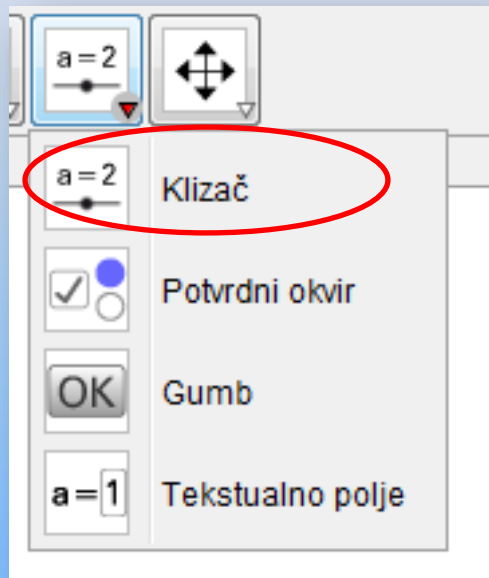 a=2
a=2 Klizač
Potvrdni okvir
OK Gumb
a=1 Tekstualno polje